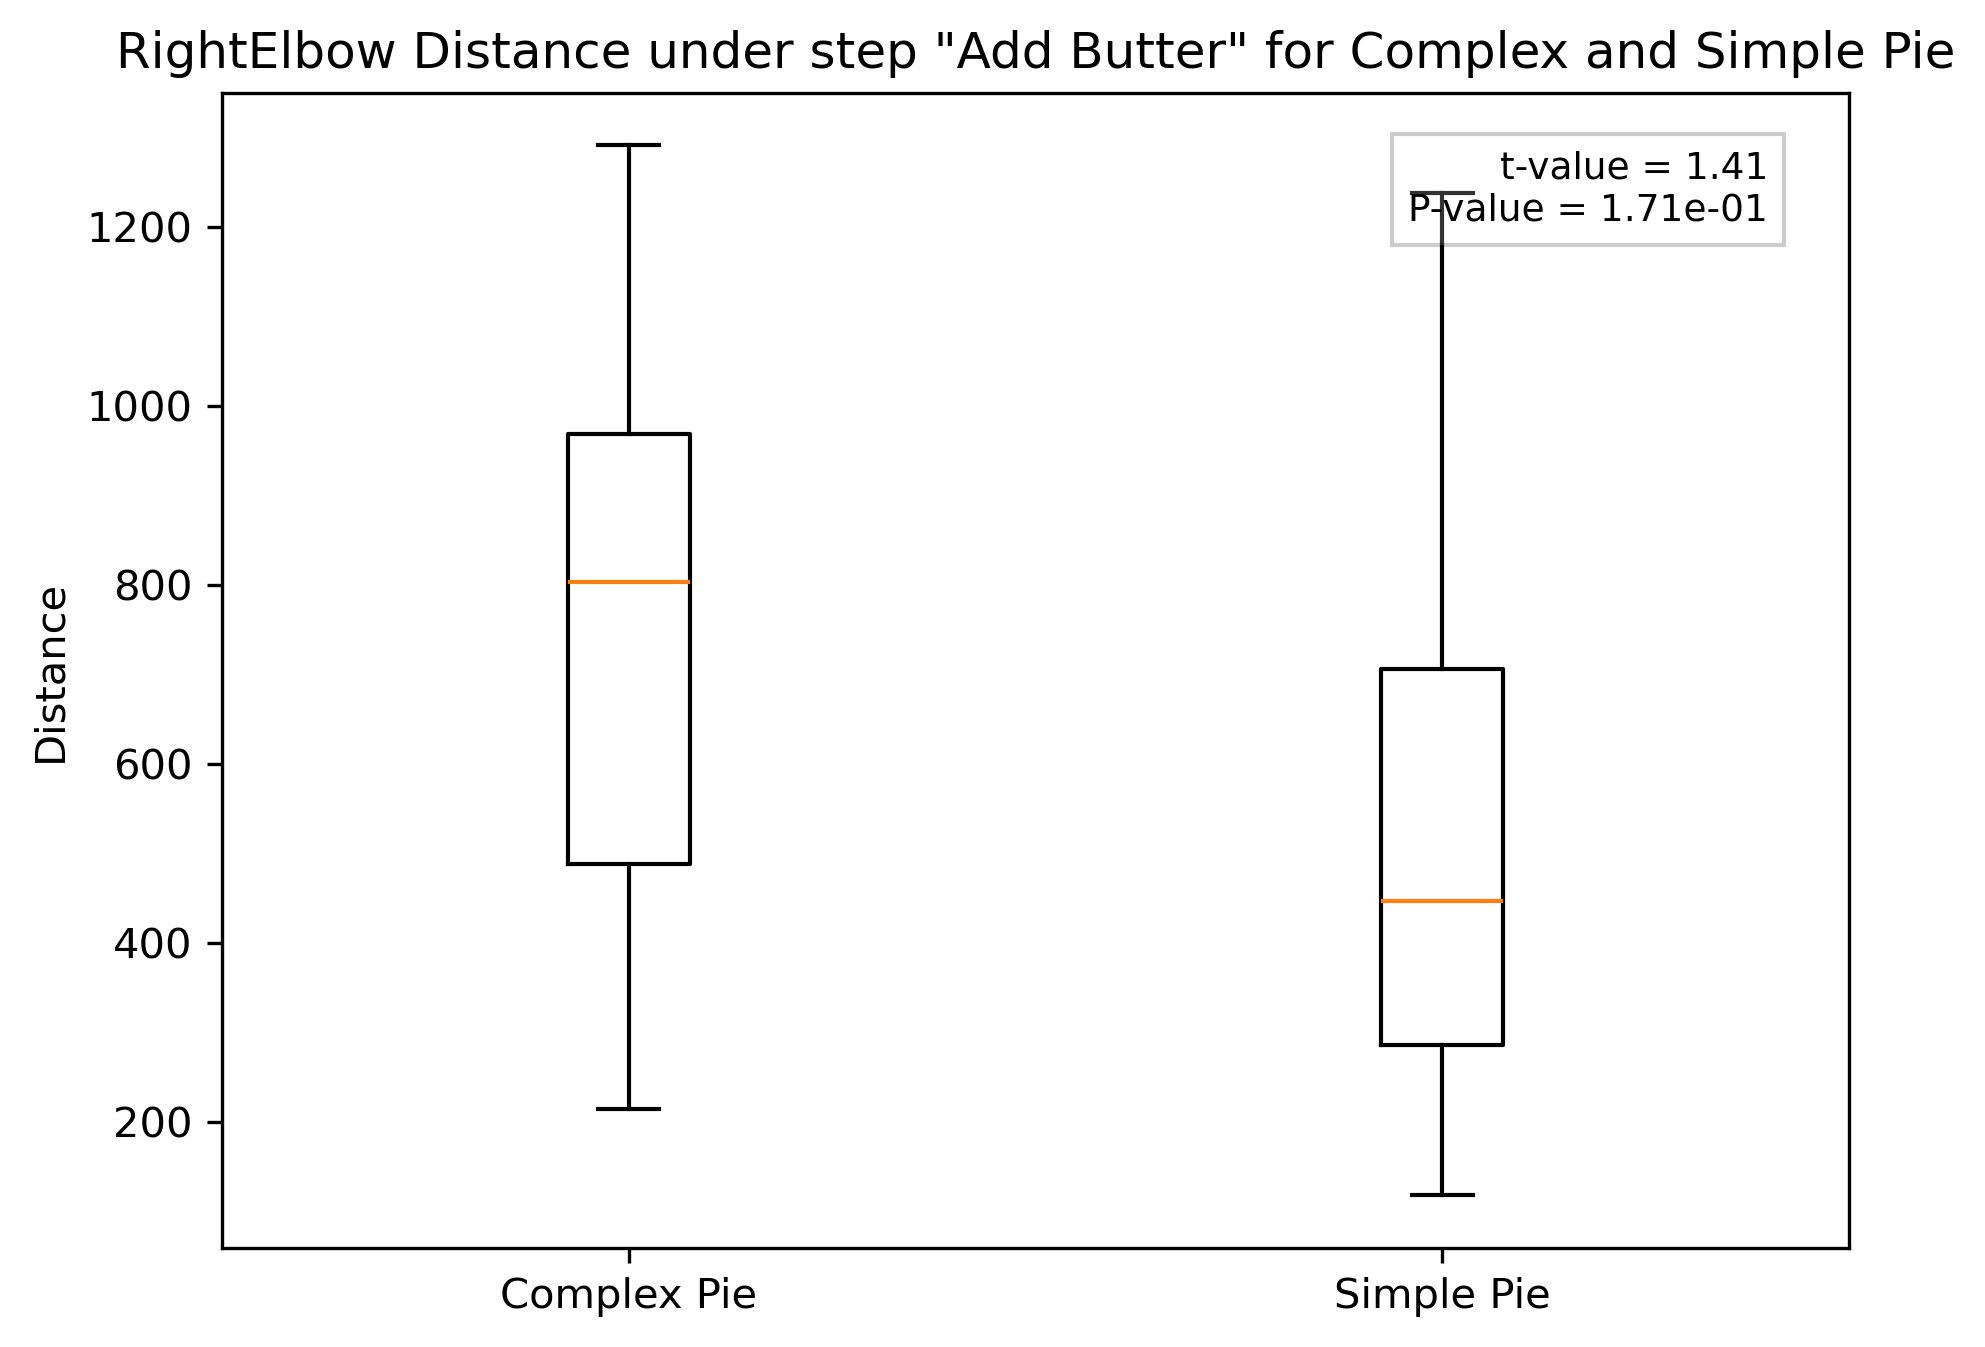 RightElbow Distance under step "Add Butter" for Complex and Simple Pie
t-value = 1.41
P-value = 1.71e-01
1200
1000
800
600
400
200
Distance
Complex Pie
Simple Pie